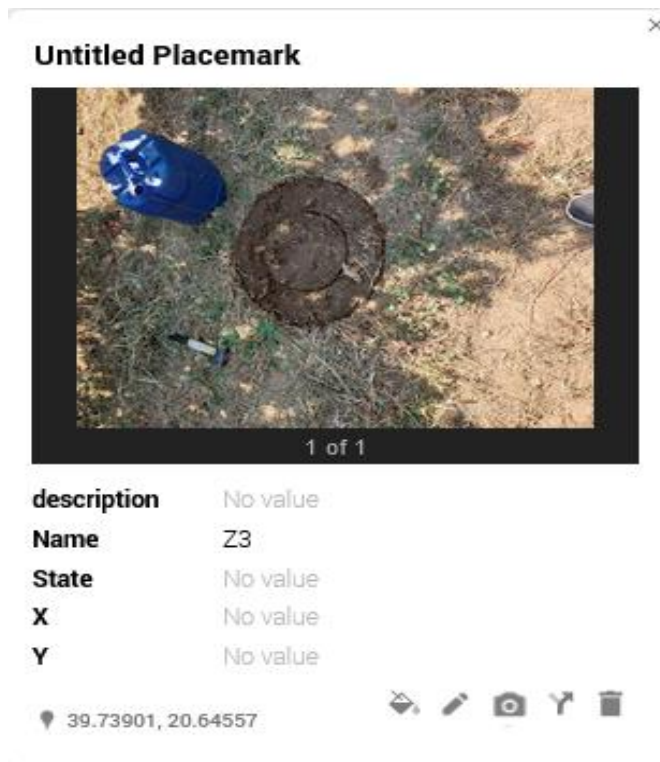 Untitled Placemark
1 of 1
description No value
Name Z3
State No value
X No value
Y No value
39.73901, 20.64557